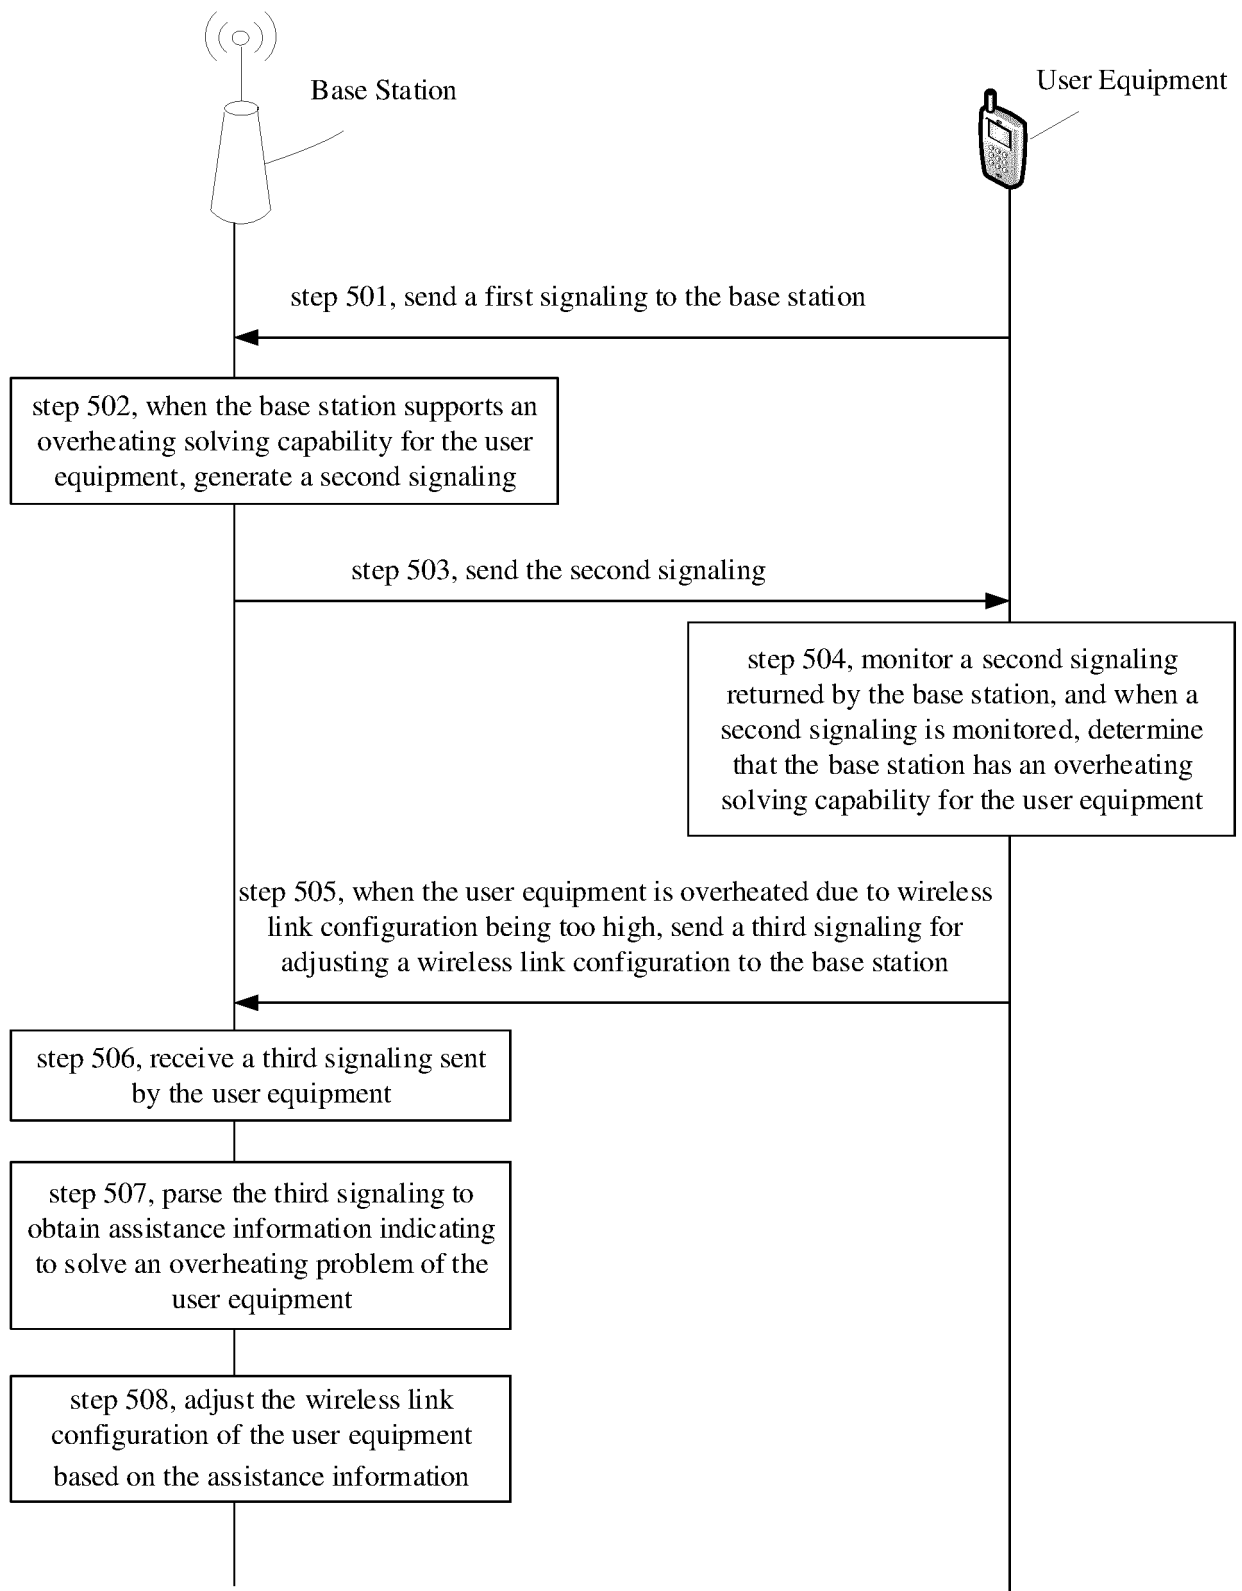 Base Station
User Equipment
step 501, send a first signaling to the base station
step 502, when the base station supports an
overheating solving capability for the user
equipment, generate a second signaling
step 503, send the second signaling
step 504, monitor a second signaling
returned by the base station, and when a
second signaling is monitored, determine
that the base station has an overheating
solving capability for the user equipment
step 505, when the user equipment is overheated due to wireless
link configuration being too high, send a third signaling for
adjusting a wireless link configuration to the base station
step 506, receive a third signaling sent
by the user equipment
step 507, parse the third signaling to
obtain assistance information indicating
to solve an overheating problem of the
user equipment
step 508, adjust the wireless link
configuration of the user equipment
based on the assistance information